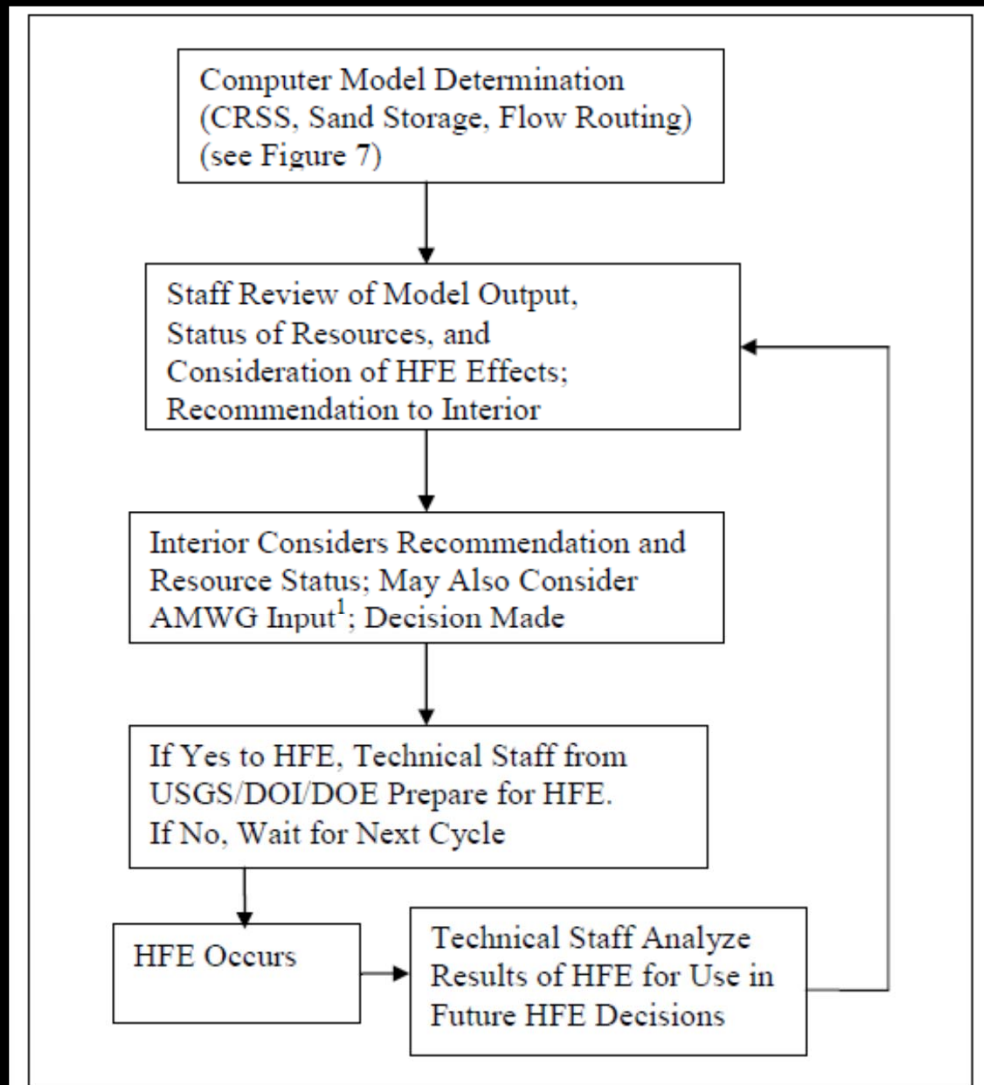 Computer Model Determination
(CRSS, Sand Storage, Flow Routing)
(see Figure 7)
Staff Review of Model Output,
Status of Resources, and
Consideration of HFE Effects;
Recommendation to Interior
Interior Considers Recommendation and
Resource Status; May Also Consider
AMWG Input¹; Decision Made
If Yes to HFE, Technical Staff from
USGS/DOI/DOE Prepare for HFE.
If No, Wait for Next Cycle
HFE Occurs
Technical Staff Analyze
Results of HFE for Use in
Future HFE Decisions